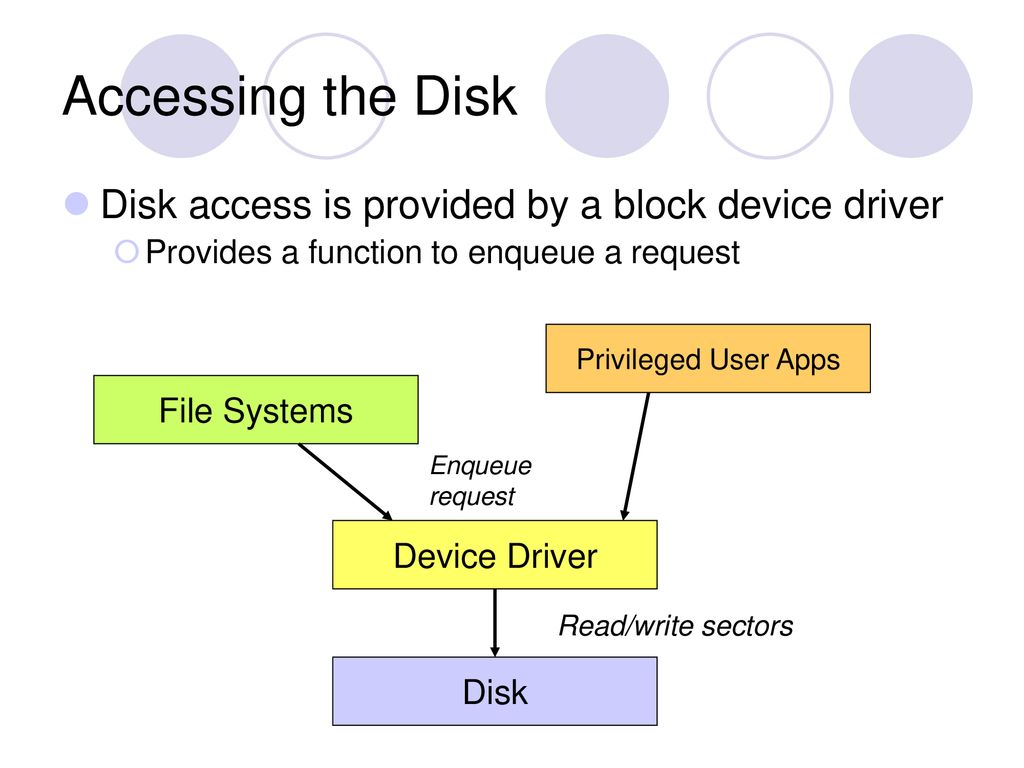 Accessing the Disk
Disk access is provided by a block device driver
Provides a function to enqueue a request
Privileged User Apps
File Systems
Enqueue
request
Device Driver
Read/write sectors
Disk